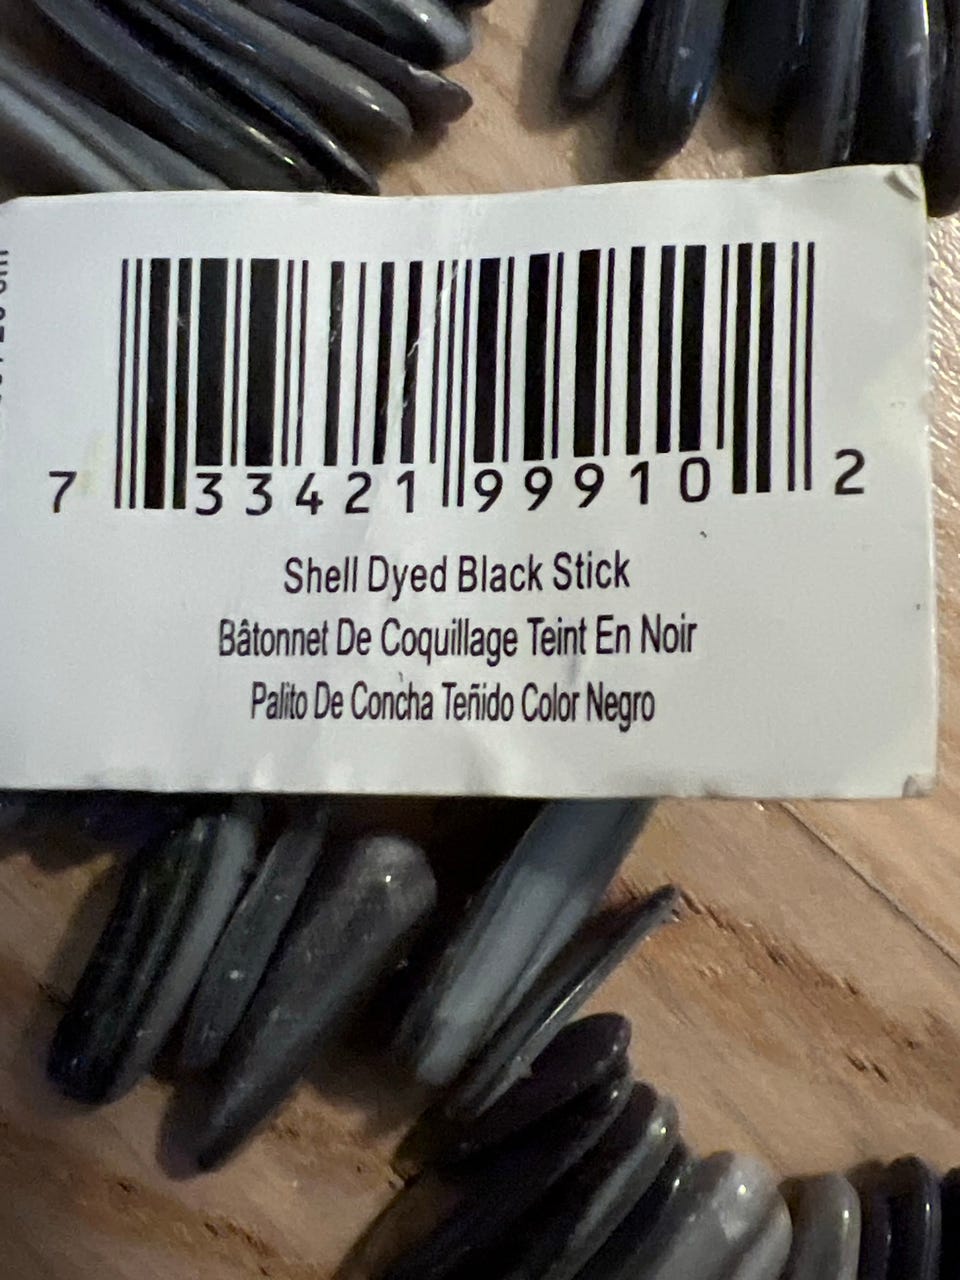 7 33421 99910 2
Shell Dyed Black Stick
Bâtonnet De Coquillage Teint En Noir
Palito De Concha Teñido Color Negro